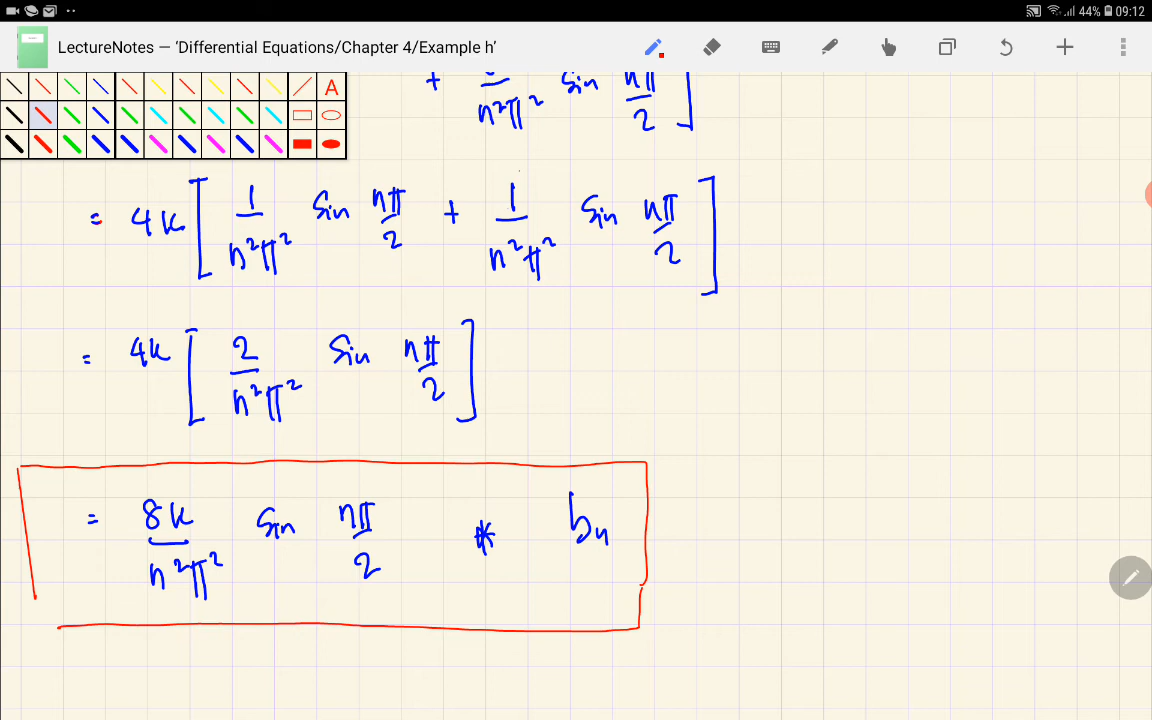 44% 09:12
LectureNotes — ‘Differential Equations/Chapter 4/Example h’
A
+ /n²π² sin nπ/2 ]
= 4k [ 1/n²π² sin nπ/2 + 1/n²π² sin nπ/2 ]
= 4k [ 2/n²π² sin nπ/2 ]
= 8k/n²π² sin nπ/2 * bn